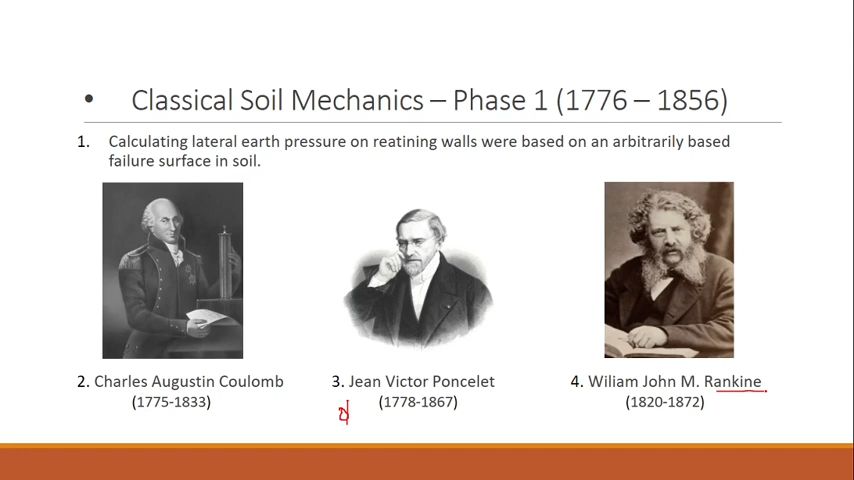 • Classical Soil Mechanics – Phase 1 (1776 – 1856)
1. Calculating lateral earth pressure on reatining walls were based on an arbitrarily based
failure surface in soil.
2. Charles Augustin Coulomb
(1775-1833)
3. Jean Victor Poncelet
(1778-1867)
4. Wiliam John M. Rankine
(1820-1872)